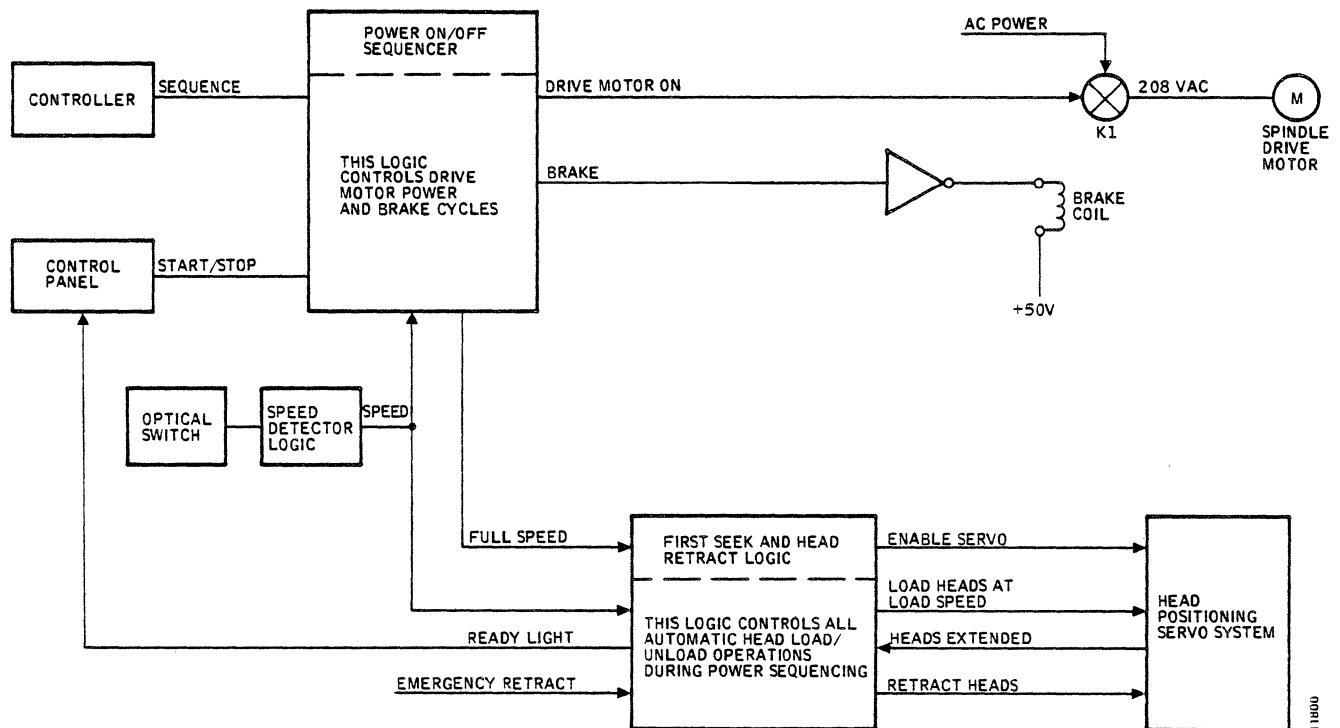 POWER ON/OFF
SEQUENCER
AC POWER
CONTROLLER
SEQUENCE
DRIVE MOTOR ON
208 VAC
M
K1
SPINDLE
DRIVE
MOTOR
THIS LOGIC
CONTROLS DRIVE
MOTOR POWER
AND BRAKE CYCLES
BRAKE
BRAKE
COIL
CONTROL
PANEL
START/STOP
+50V
OPTICAL
SWITCH
SPEED
DETECTOR
LOGIC
SPEED
FULL SPEED
FIRST SEEK AND HEAD
RETRACT LOGIC
ENABLE SERVO
LOAD HEADS AT
LOAD SPEED
HEAD
POSITIONING
SERVO SYSTEM
THIS LOGIC CONTROLS ALL
AUTOMATIC HEAD LOAD/
UNLOAD OPERATIONS
DURING POWER SEQUENCING
READY LIGHT
HEADS EXTENDED
EMERGENCY RETRACT
RETRACT HEADS